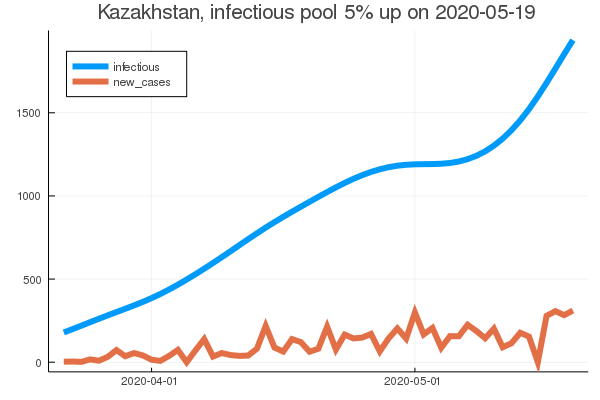 Kazakhstan, infectious pool 5% up on 2020-05-19
infectious
new_cases
1500
1000
500
0
2020-04-01
2020-05-01